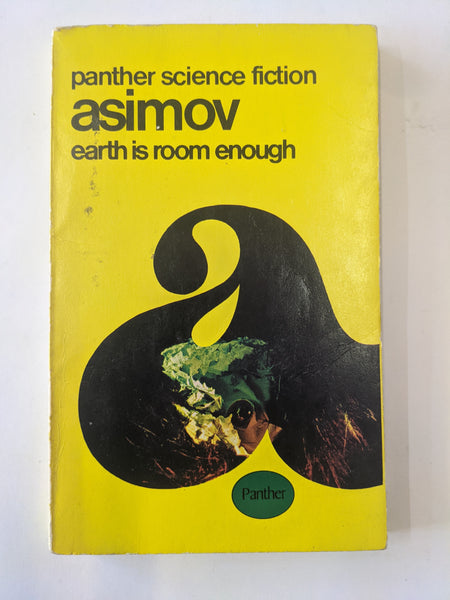 panther science fiction
asimov
earth is room enough
a
Panther